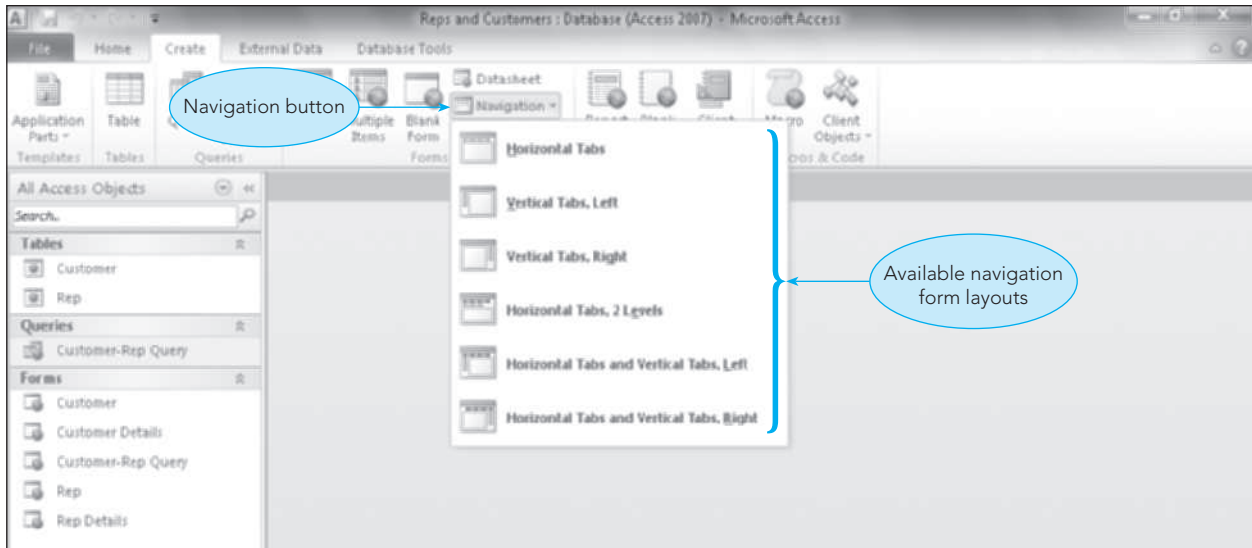 Reps and Customers : Database (Access 2007) - Microsoft Access
File Home Create External Data Database Tools
Navigation button
Application Parts
Table
Multiple Items
Blank Form
Datasheet
Navigation
Client Objects
Templates Tables Queries Forms & Code
Horizontal Tabs
Vertical Tabs, Left
Vertical Tabs, Right
Horizontal Tabs, 2 Levels
Horizontal Tabs and Vertical Tabs, Left
Horizontal Tabs and Vertical Tabs, Right
Available navigation
form layouts
All Access Objects
Search..
Tables
Customer
Rep
Queries
Customer-Rep Query
Forms
Customer
Customer Details
Customer-Rep Query
Rep
Rep Details